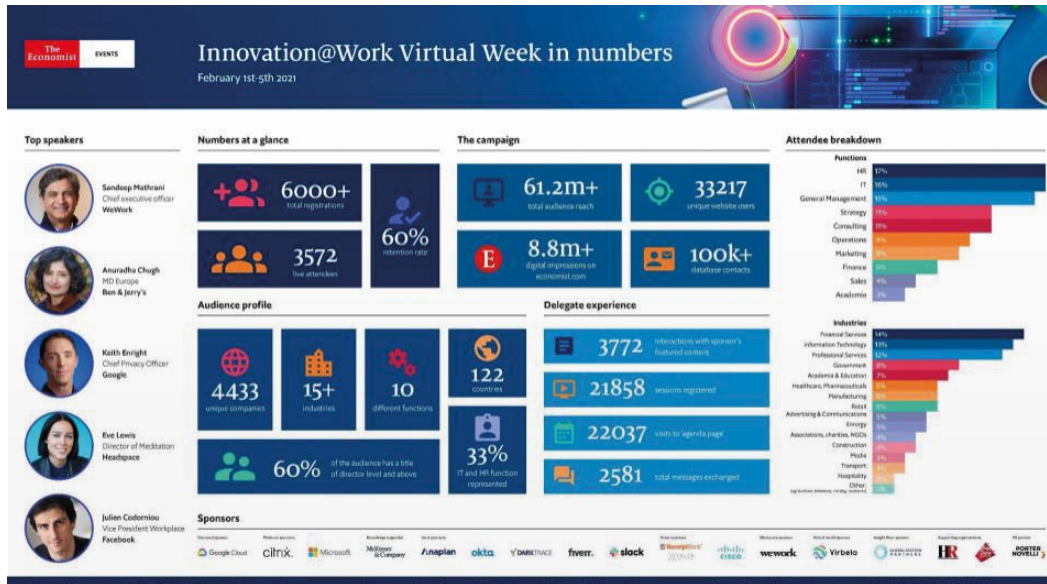 The
Economist
EVENTS
Innovation@Work Virtual Week in numbers
February 1st-5th 2021
Top speakers
Sandeep Mathrani
Chief executive officer
WeWork
Anuradha Chugh
MD Europe
Ben & Jerry's
Keith Enright
Chief Privacy Officer
Google
Eve Lewis
Director of Meditation
Headspace
Julien Codorniou
Vice President Workplace
Facebook
Numbers at a glance
6000+
total registrations
3572
live attendees
60%
retention rate
The campaign
61.2m+
total audience reach
33217
unique website users
E
8.8m+
digital impressions on
economist.com
100k+
database contacts
Audience profile
4433
unique companies
15+
industries
10
different functions
122
countries
60%
of the audience has a title
of director level and above
33%
IT and HR function
represented
Delegate experience
3772
interactions with sponsor's
featured content
21858
sessions registered
22037
visits to 'agenda page'
2581
total messages exchanged
Attendee breakdown
Functions
HR 17%
IT 16%
General Management 15%
Strategy 11%
Consulting 11%
Operations
Marketing
Finance
Sales
Academia
Industries
Financial Services 14%
Information Technology 13%
Professional Services 12%
Government
Academia & Education 7%
Healthcare, Pharmaceuticals
Manufacturing
Retail
Advertising & Communications
Energy
Associations, charities, NGOs
Construction
Media
Transport
Hospitality
Other:
Sponsors
Google Cloud
citrix
Microsoft
McKinsey
& Company
Anaplan
okta
DARKTRACE
fiverr.
slack
cisco
wework
Virbela
HR
PORTER
NOVELLI